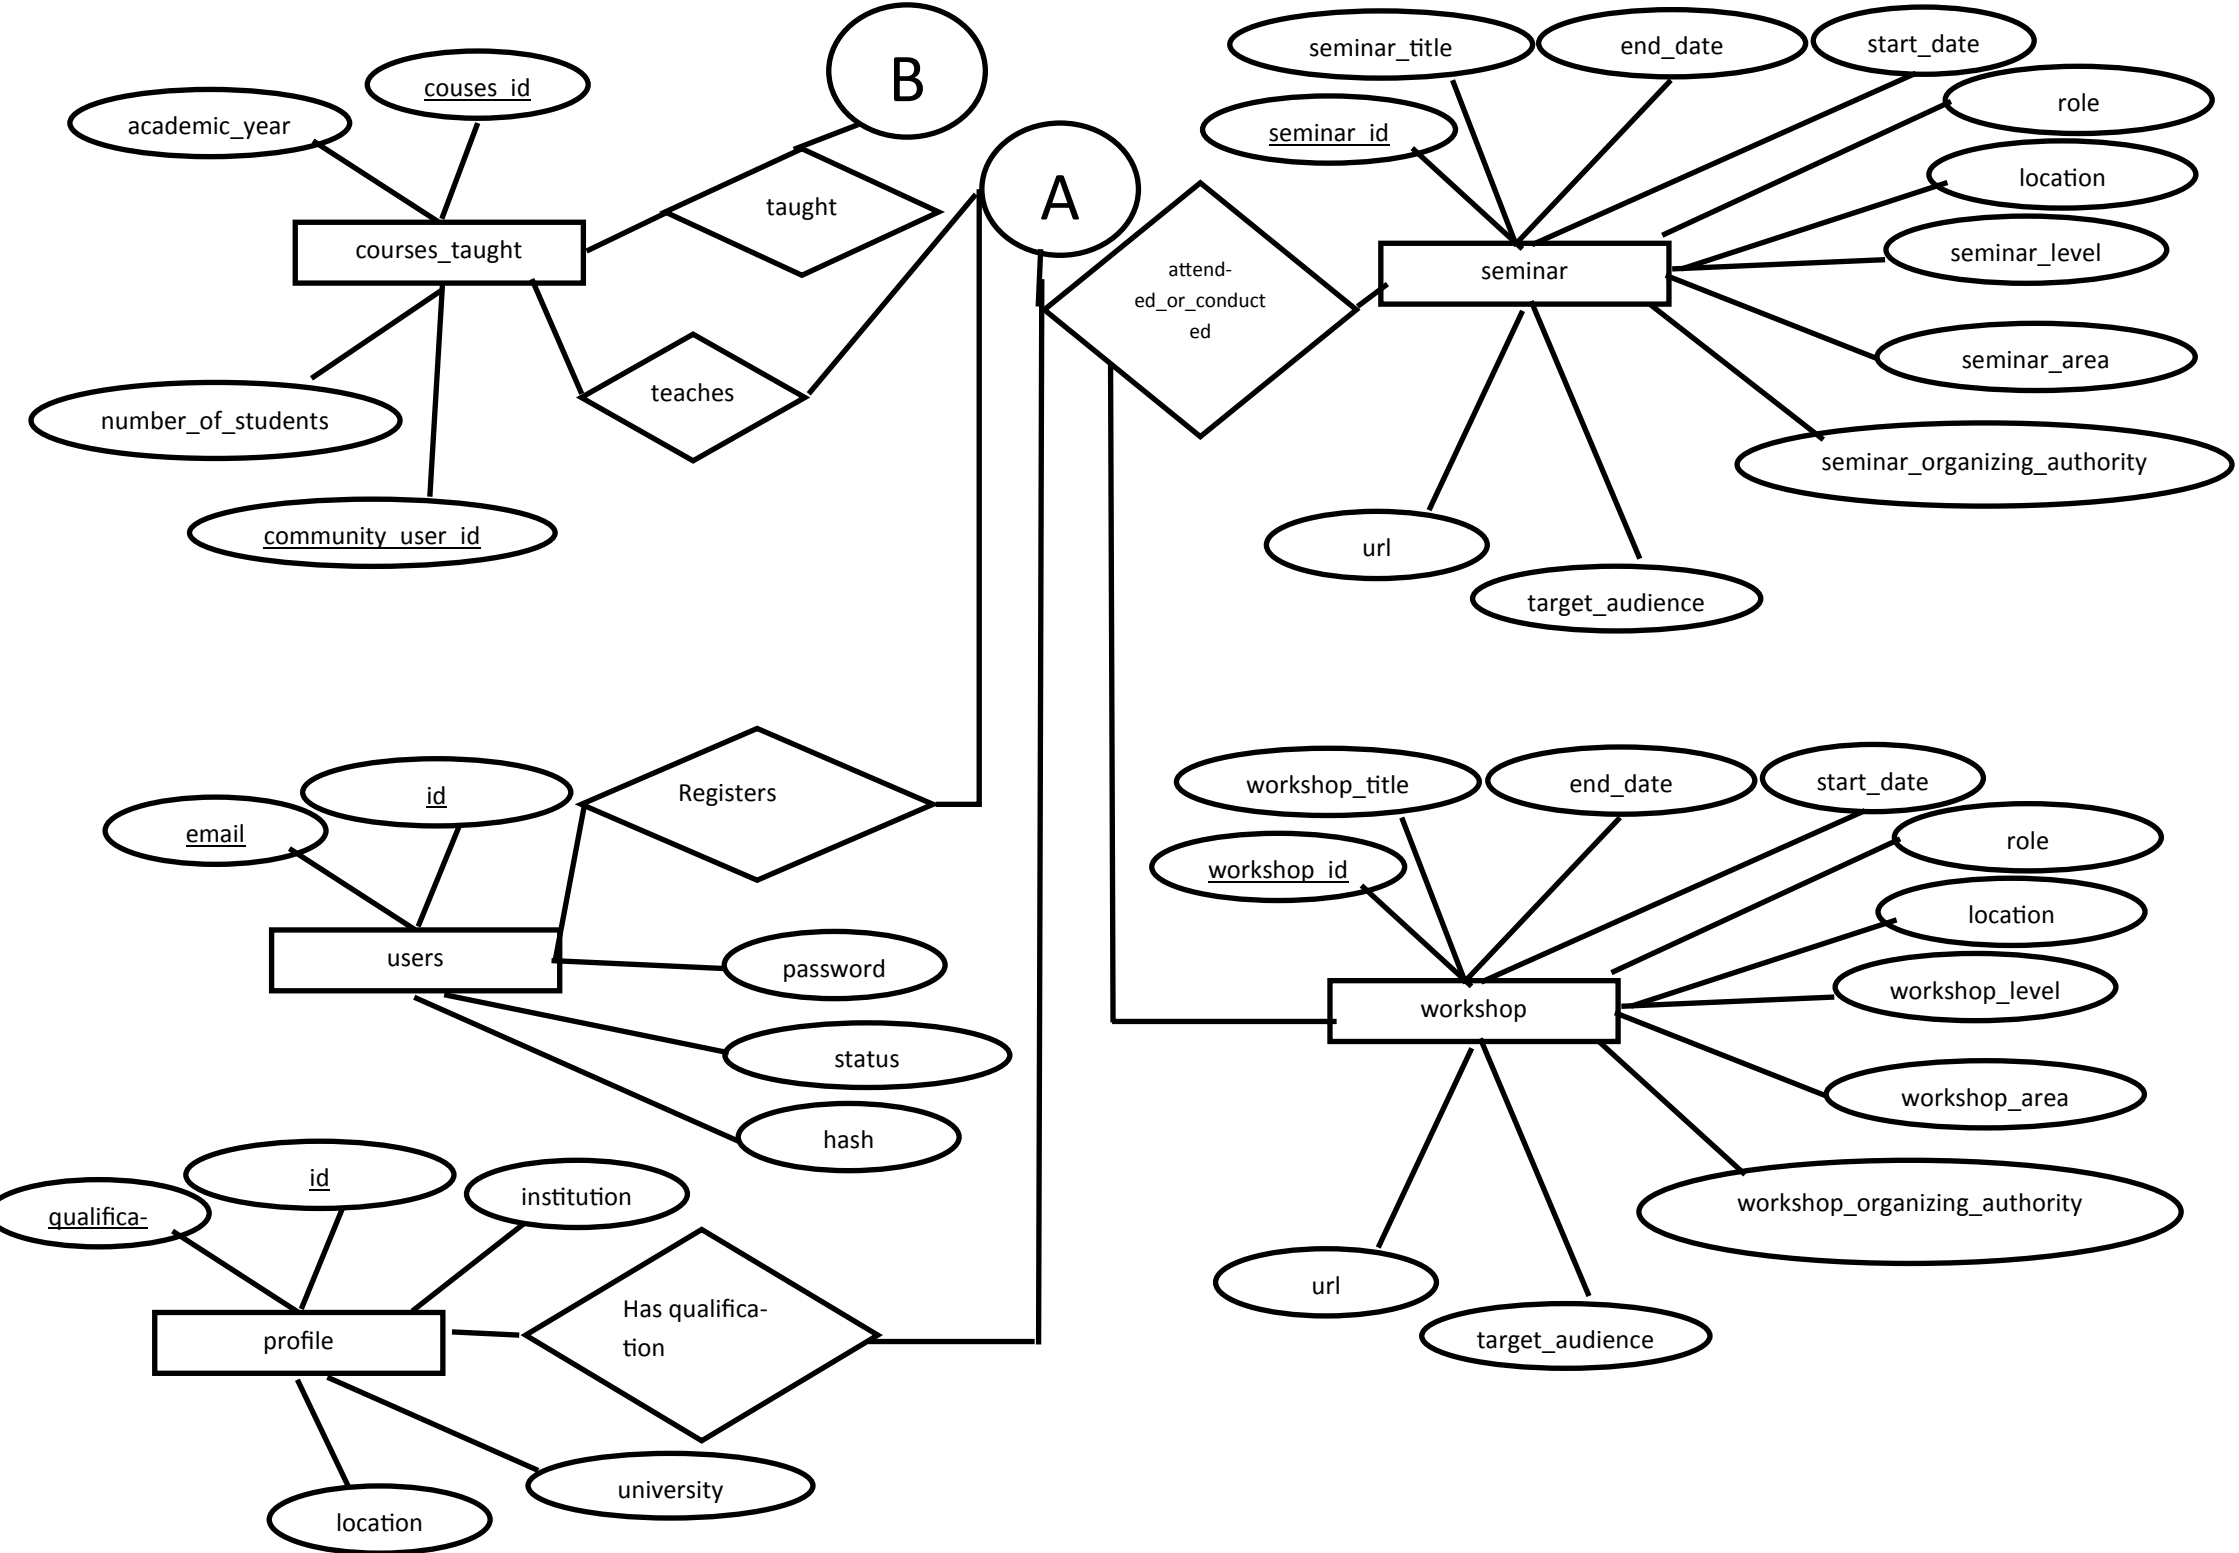 B
seminar_title
end_date
start_date
couses_id
academic_year
role
seminar_id
A
location
taught
courses_taught
seminar_level
seminar
attend-
ed_or_conduct
ed
seminar_area
teaches
number_of_students
seminar_organizing_authority
community_user_id
url
target_audience
Registers
id
email
workshop_title
end_date
start_date
role
workshop_id
location
users
password
workshop_level
workshop
status
workshop_area
hash
id
institution
qualifica-
workshop_organizing_authority
Has qualifica-
tion
profile
url
target_audience
university
location